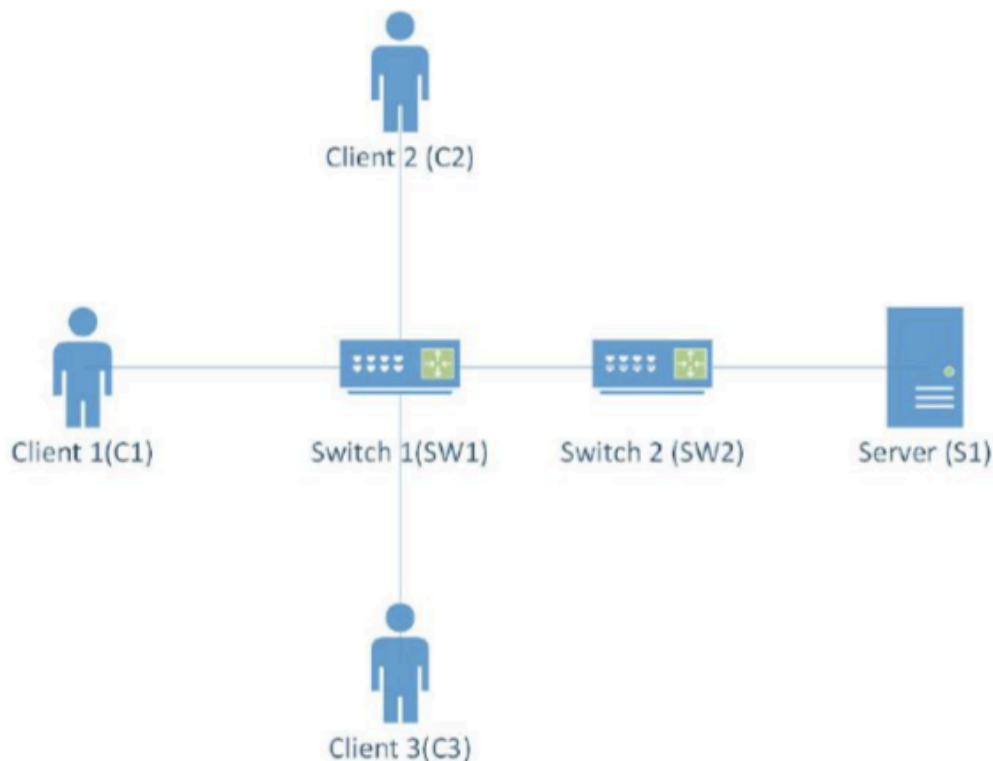 Client 2 (C2)
Client 1(C1)
Switch 1(SW1)
Switch 2 (SW2)
Server (S1)
Client 3(C3)